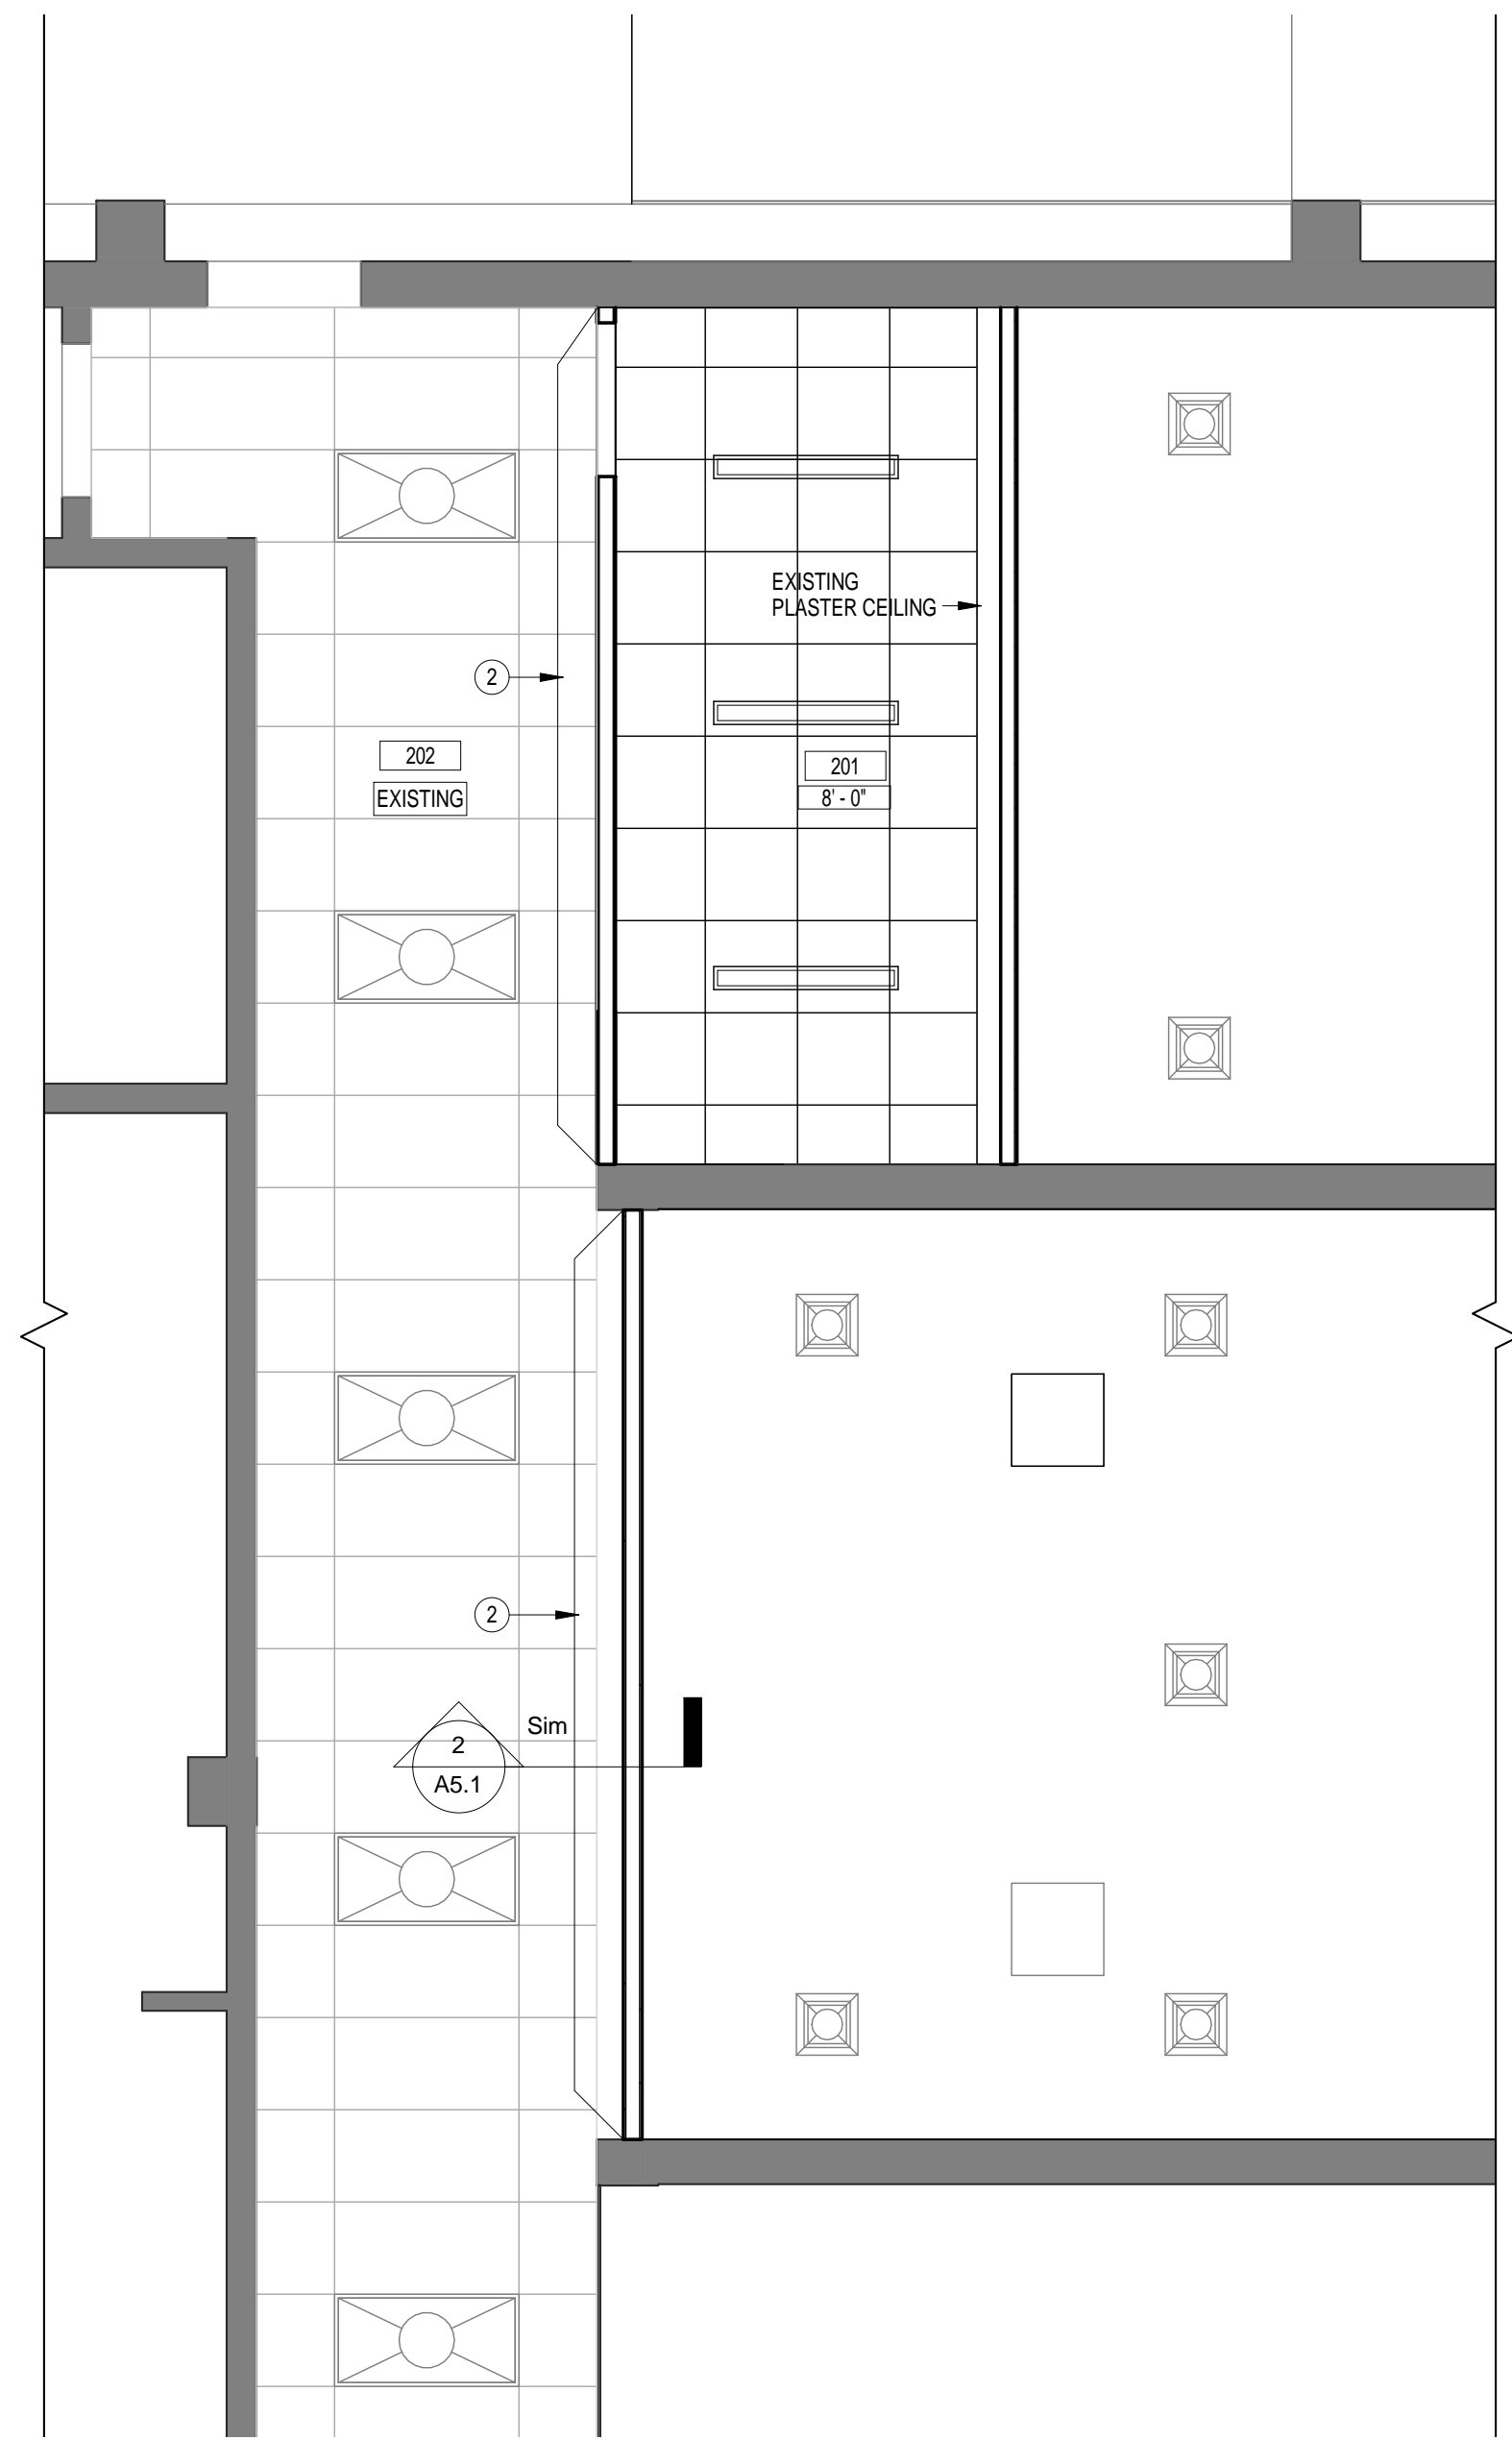 EXISTING
PLASTER CEILING
2
202
EXISTING
201
8' - 0"
2
Sim
2
A5.1